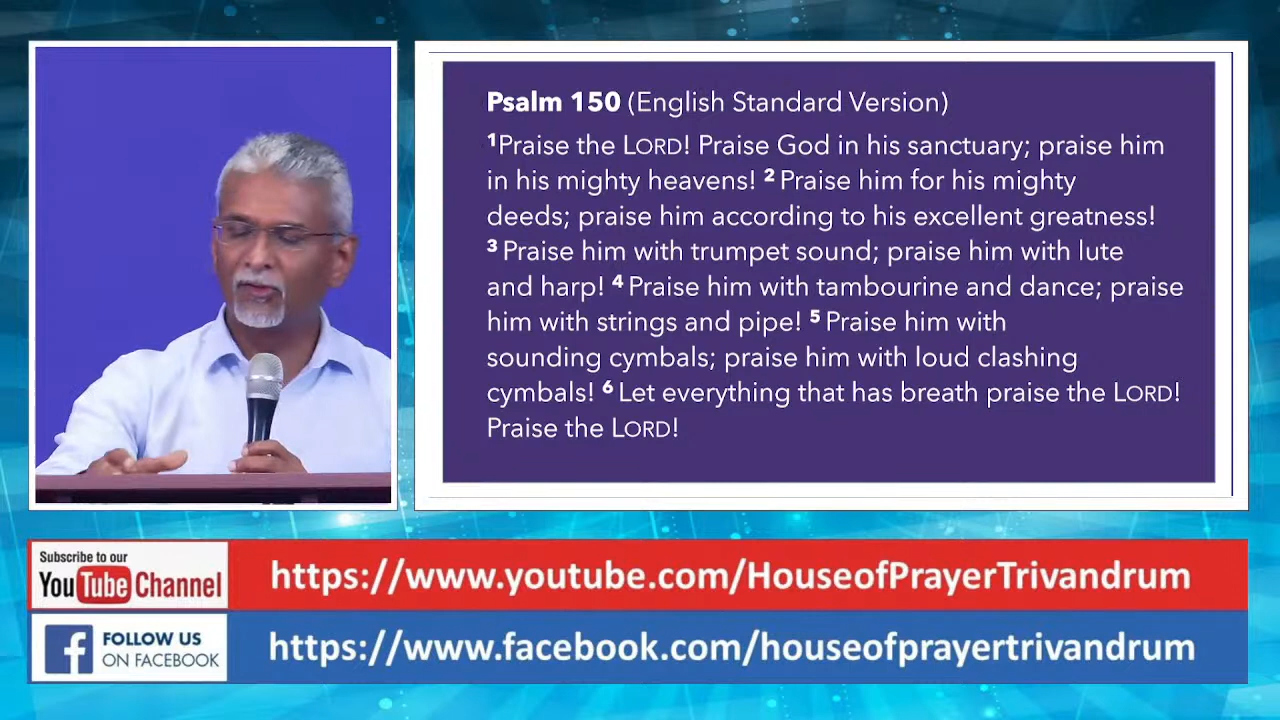 Psalm 150 (English Standard Version)
1Praise the LORD! Praise God in his sanctuary; praise him
in his mighty heavens! 2 Praise him for his mighty
deeds; praise him according to his excellent greatness!
3 Praise him with trumpet sound; praise him with lute
and harp! 4 Praise him with tambourine and dance; praise
him with strings and pipe! 5 Praise him with
sounding cymbals; praise him with loud clashing
cymbals! 6 Let everything that has breath praise the LORD!
Praise the LORD!
Subscribe to our
YouTube Channel
https://www.youtube.com/HouseofPrayerTrivandrum
FOLLOW US
ON FACEBOOK
https://www.facebook.com/houseofprayertrivandrum